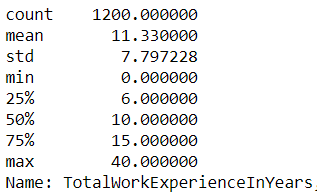 count 1200.000000
mean 11.330000
std 7.797228
min 0.000000
25% 6.000000
50% 10.000000
75% 15.000000
max 40.000000
Name: TotalWorkExperienceInYears,